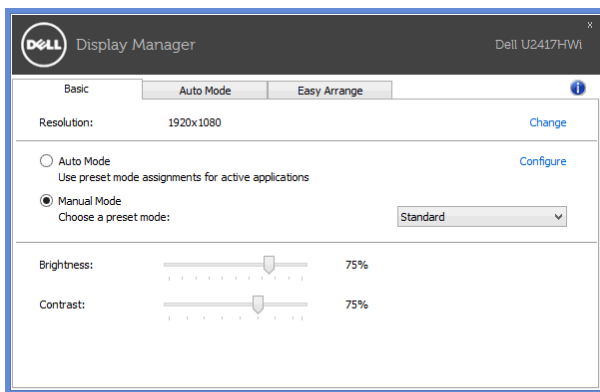 DELL Display Manager Dell U2417HWi x
Basic Auto Mode Easy Arrange i
Resolution: 1920x1080 Change
Auto Mode Configure
Use preset mode assignments for active applications
Manual Mode
Choose a preset mode: Standard
Brightness: 75%
Contrast: 75%